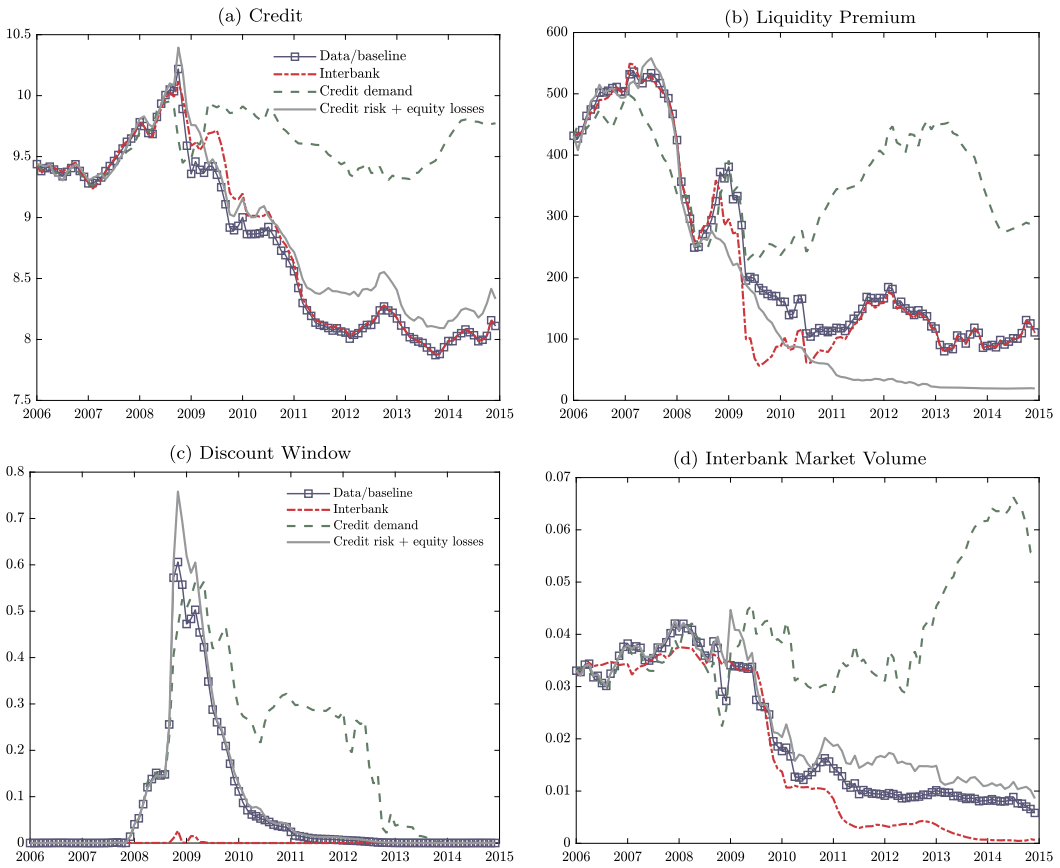 (a) Credit
10.5
10
9.5
9
8.5
8
7.5
2006 2007 2008 2009 2010 2011 2012 2013 2014 2015
Data/baseline
Interbank
Credit demand
Credit risk + equity losses
(b) Liquidity Premium
600
500
400
300
200
100
0
2006 2007 2008 2009 2010 2011 2012 2013 2014 2015
(c) Discount Window
0.8
0.7
0.6
0.5
0.4
0.3
0.2
0.1
0
2006 2007 2008 2009 2010 2011 2012 2013 2014 2015
Data/baseline
Interbank
Credit demand
Credit risk + equity losses
(d) Interbank Market Volume
0.07
0.06
0.05
0.04
0.03
0.02
0.01
0
2006 2007 2008 2009 2010 2011 2012 2013 2014 2015